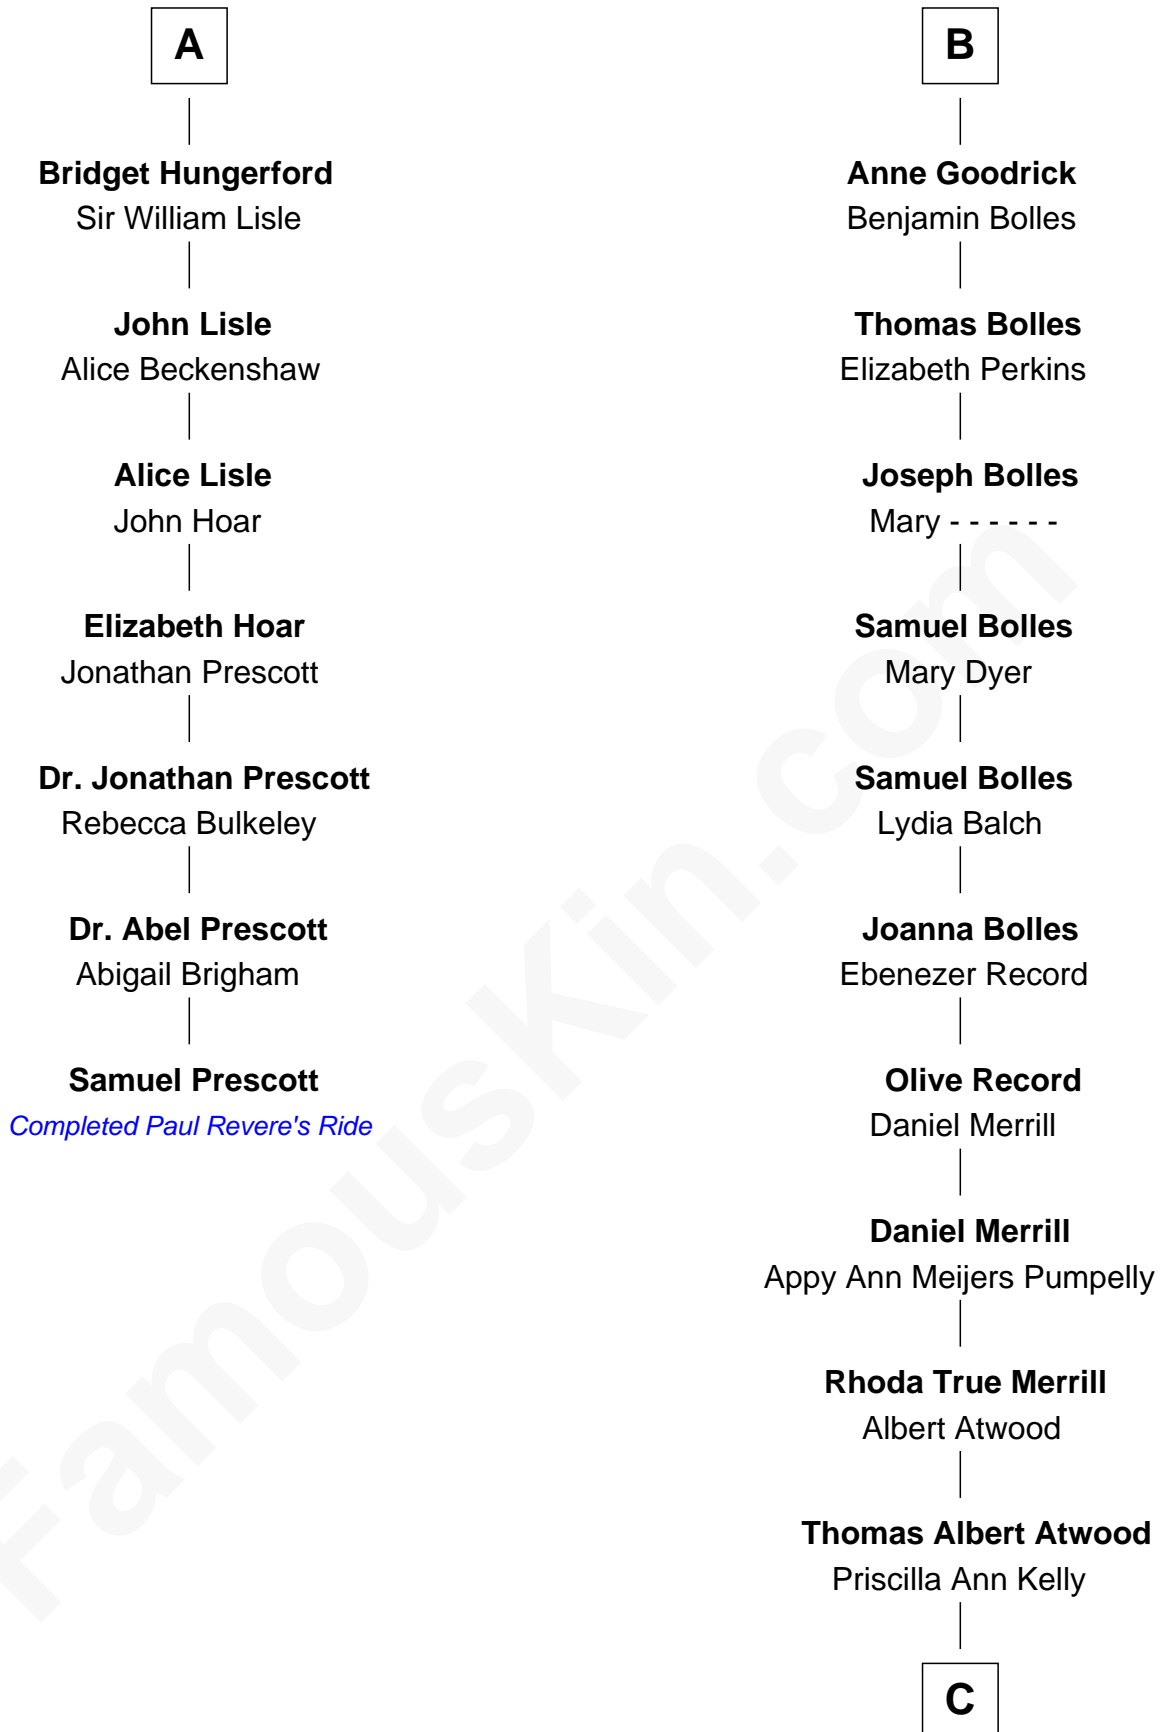 A
Bridget Hungerford
Sir William Lisle
John Lisle
Alice Beckenshaw
Alice Lisle
John Hoar
Elizabeth Hoar
Jonathan Prescott
Dr. Jonathan Prescott
Rebecca Bulkeley
Dr. Abel Prescott
Abigail Brigham
Samuel Prescott
Completed Paul Revere's Ride
B
Anne Goodrick
Benjamin Bolles
Thomas Bolles
Elizabeth Perkins
Joseph Bolles
Mary - - - - - -
Samuel Bolles
Mary Dyer
Samuel Bolles
Lydia Balch
Joanna Bolles
Ebenezer Record
Olive Record
Daniel Merrill
Daniel Merrill
Appy Ann Meijers Pumpelly
Rhoda True Merrill
Albert Atwood
Thomas Albert Atwood
Priscilla Ann Kelly
C
FamousKin.com